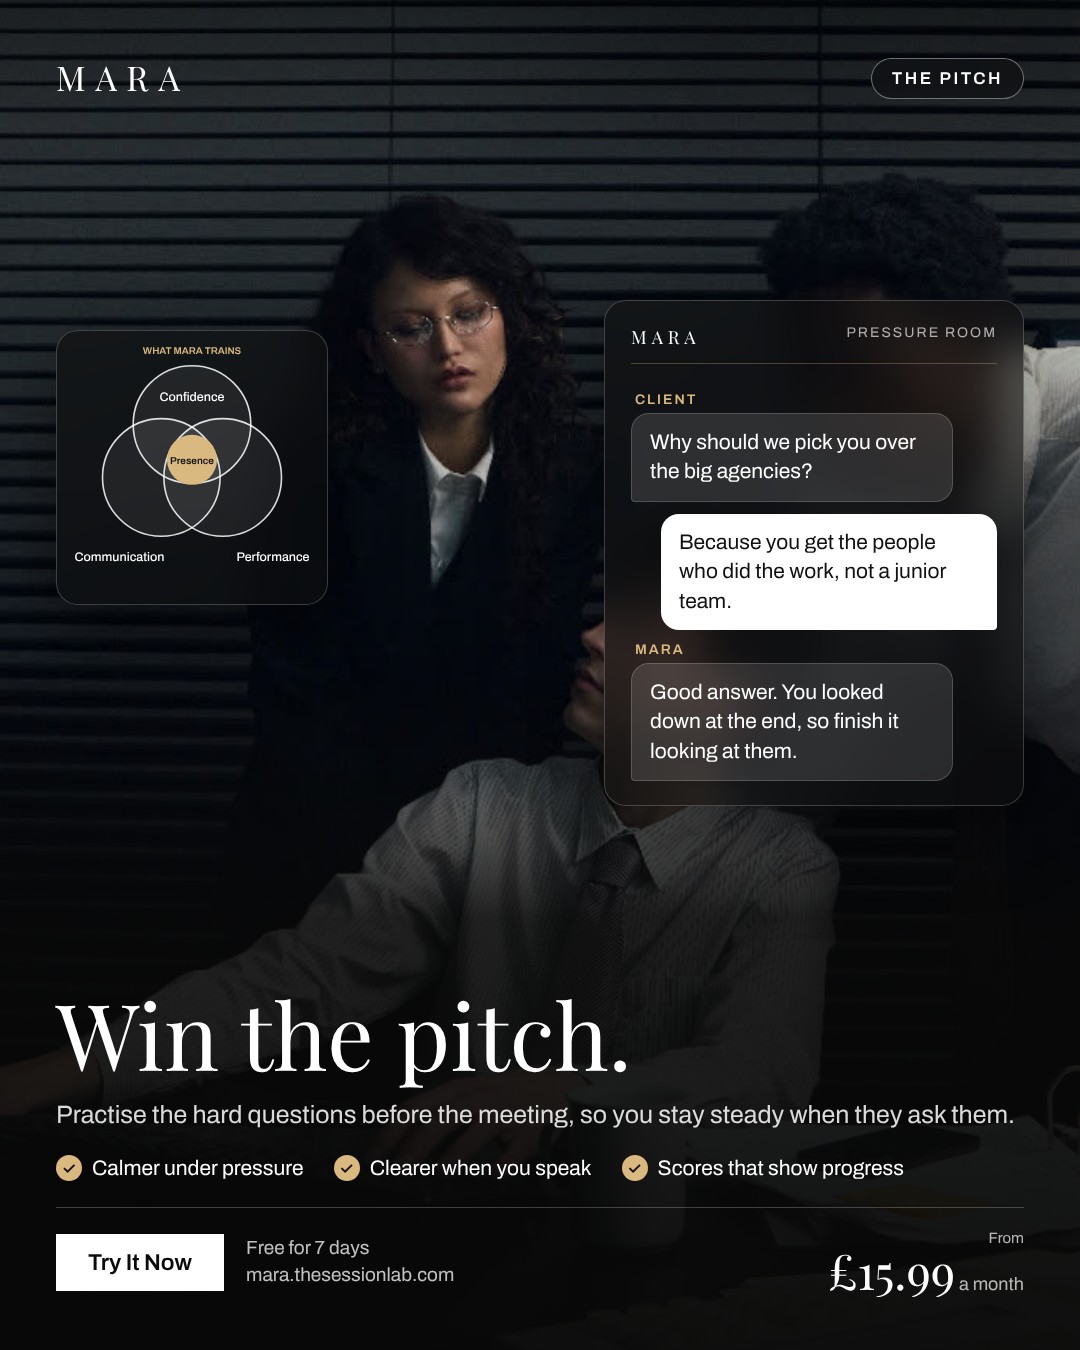 MARA
THE PITCH
WHAT MARA TRAINS
Confidence
Presence
Communication
Performance
MARA
PRESSURE ROOM
CLIENT
Why should we pick you over
the big agencies?
Because you get the people
who did the work, not a junior
team.
MARA
Good answer. You looked
down at the end, so finish it
looking at them.
Win the pitch.
Practise the hard questions before the meeting, so you stay steady when they ask them.
Calmer under pressure
Clearer when you speak
Scores that show progress
Try It Now
Free for 7 days
mara.thesessionlab.com
From
£15.99 a month